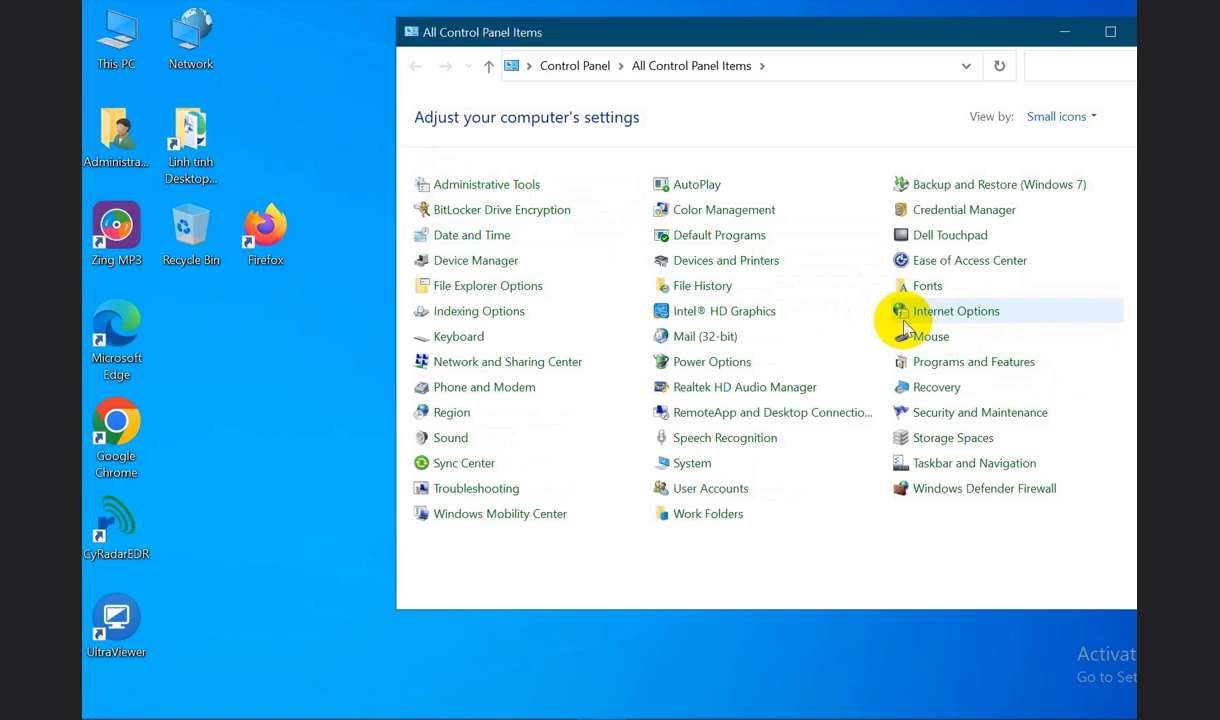 This PC
Network
Administra...
Linh tinh
Desktop...
Zing MP3
Recycle Bin
Firefox
Microsoft
Edge
Google
Chrome
CyRadarEDR
UltraViewer
All Control Panel Items
Control Panel
All Control Panel Items
Adjust your computer's settings
View by:
Small icons
Administrative Tools
AutoPlay
Backup and Restore (Windows 7)
BitLocker Drive Encryption
Color Management
Credential Manager
Date and Time
Default Programs
Dell Touchpad
Device Manager
Devices and Printers
Ease of Access Center
File Explorer Options
File History
Fonts
Indexing Options
Intel® HD Graphics
Internet Options
Keyboard
Mail (32-bit)
Mouse
Network and Sharing Center
Power Options
Programs and Features
Phone and Modem
Realtek HD Audio Manager
Recovery
Region
RemoteApp and Desktop Connectio...
Security and Maintenance
Sound
Speech Recognition
Storage Spaces
Sync Center
System
Taskbar and Navigation
Troubleshooting
User Accounts
Windows Defender Firewall
Windows Mobility Center
Work Folders
Activat
Go to Set